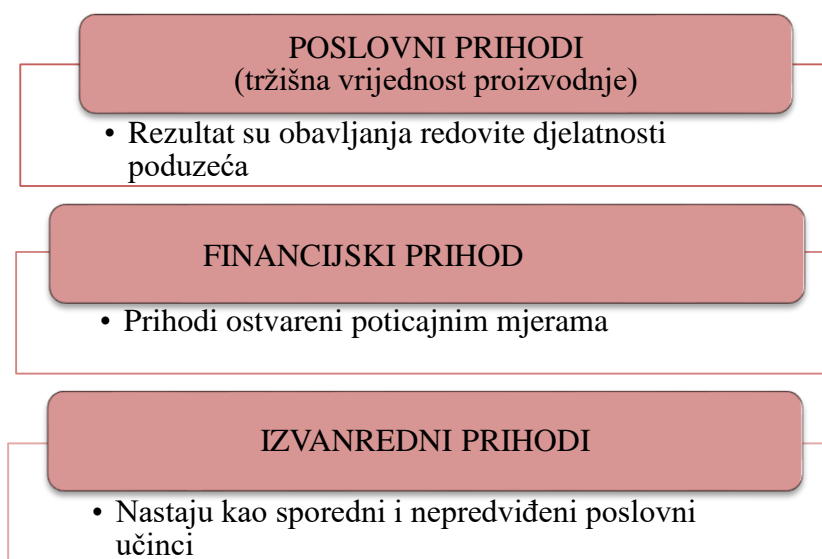 POSLOVNI PRIHODI
(tržišna vrijednost proizvodnje)
• Rezultat su obavljanja redovite djelatnosti
poduzeća
FINANCIJSKI PRIHOD
• Prihodi ostvareni poticajnim mjerama
IZVANREDNI PRIHODI
• Nastaju kao sporedni i nepredviđeni poslovni
učinci